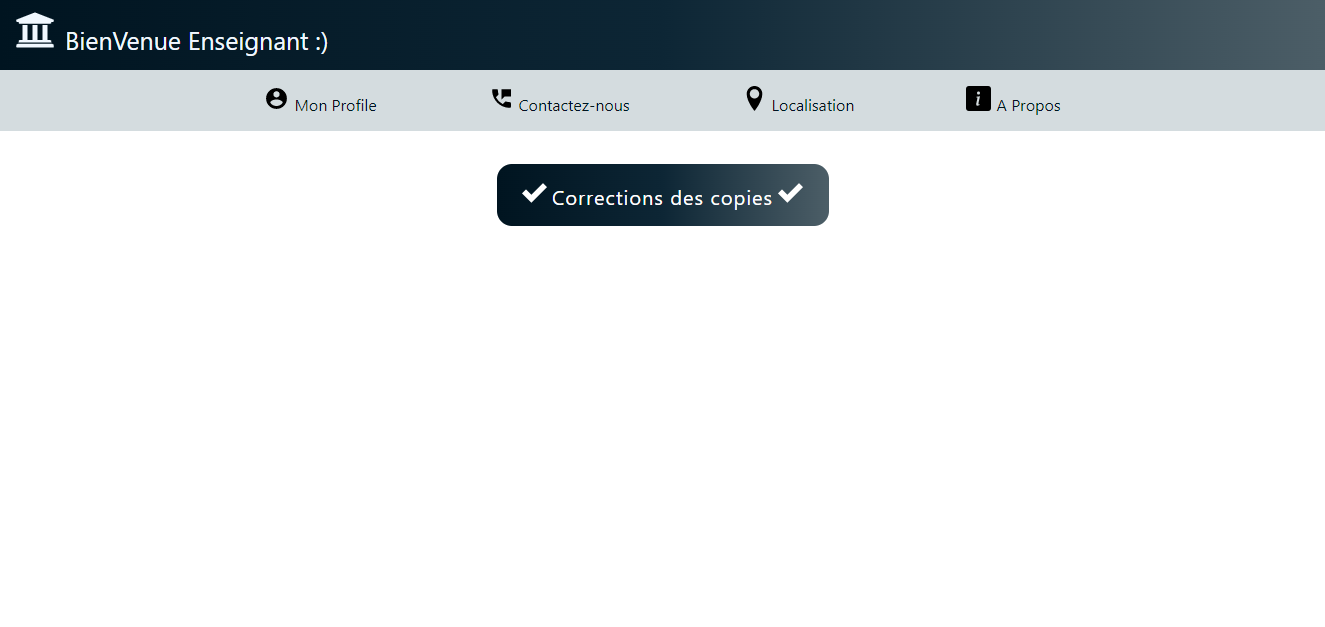 BienVenue Enseignant :)
Mon Profile Contactez-nous Localisation A Propos
Corrections des copies